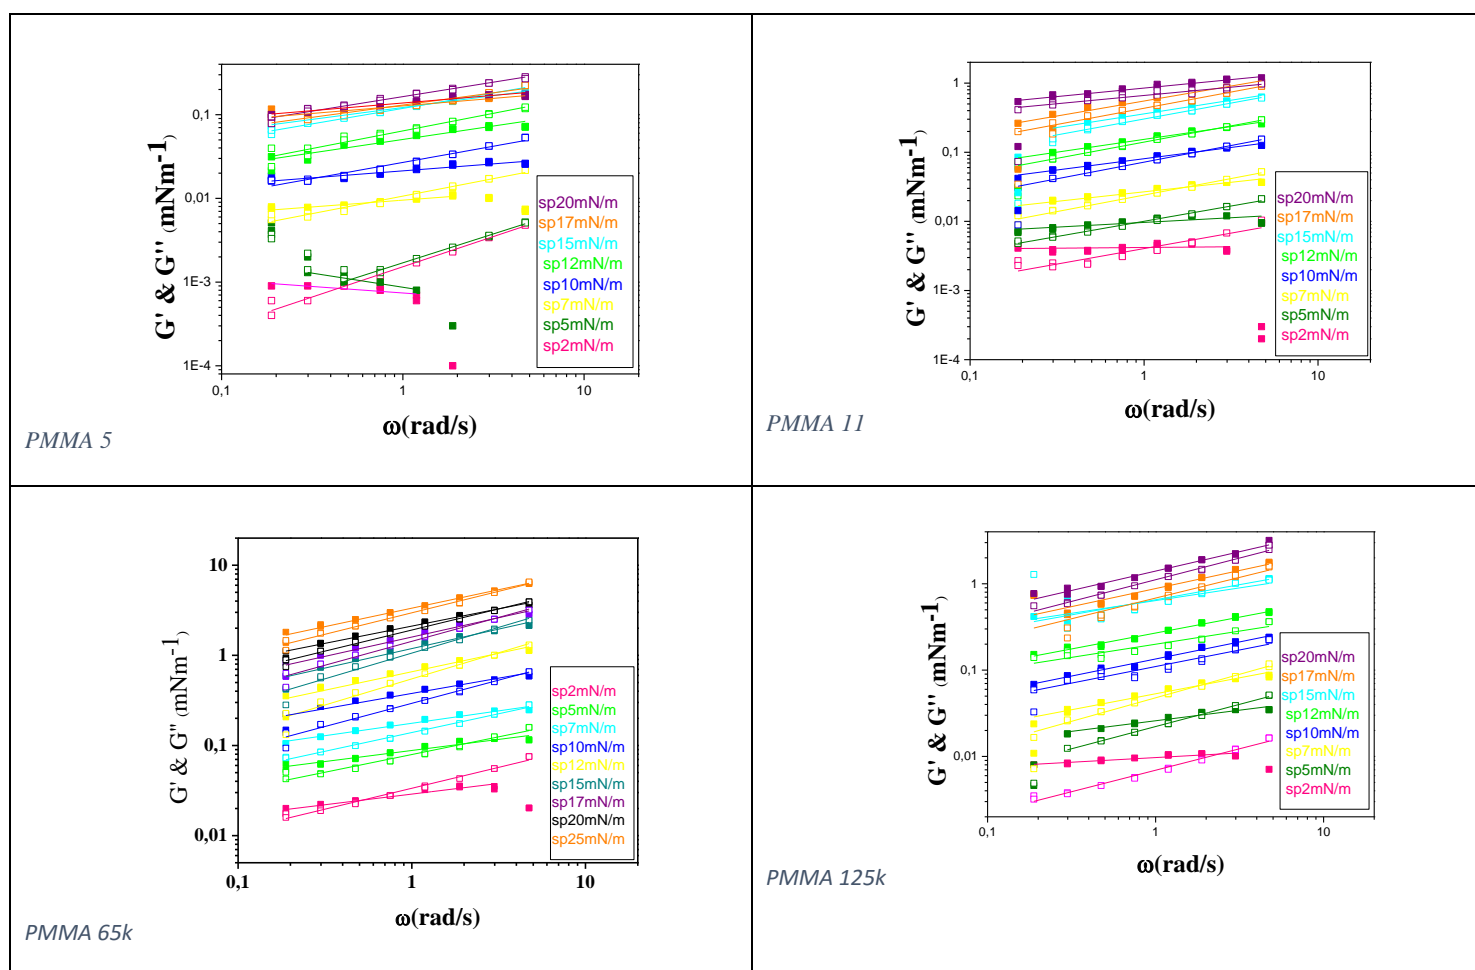 G' & G'' (mNm-1)
0,1
0,01
1E-3
1E-4
0,1
1
10
ω(rad/s)
sp20mN/m
sp17mN/m
sp15mN/m
sp12mN/m
sp10mN/m
sp7mN/m
sp5mN/m
sp2mN/m
PMMA 5
G' & G'' (mNm-1)
1
0,1
0,01
1E-3
1E-4
0,1
1
10
ω(rad/s)
sp20mN/m
sp17mN/m
sp15mN/m
sp12mN/m
sp10mN/m
sp7mN/m
sp5mN/m
sp2mN/m
PMMA 11
G' & G'' (mNm-1)
10
1
0,1
0,01
0,1
1
10
ω(rad/s)
sp2mN/m
sp5mN/m
sp7mN/m
sp10mN/m
sp12mN/m
sp15mN/m
sp17mN/m
sp20mN/m
sp25mN/m
PMMA 65k
G' & G'' (mNm-1)
1
0,1
0,01
0,1
1
10
ω(rad/s)
sp20mN/m
sp17mN/m
sp15mN/m
sp12mN/m
sp10mN/m
sp7mN/m
sp5mN/m
sp2mN/m
PMMA 125k